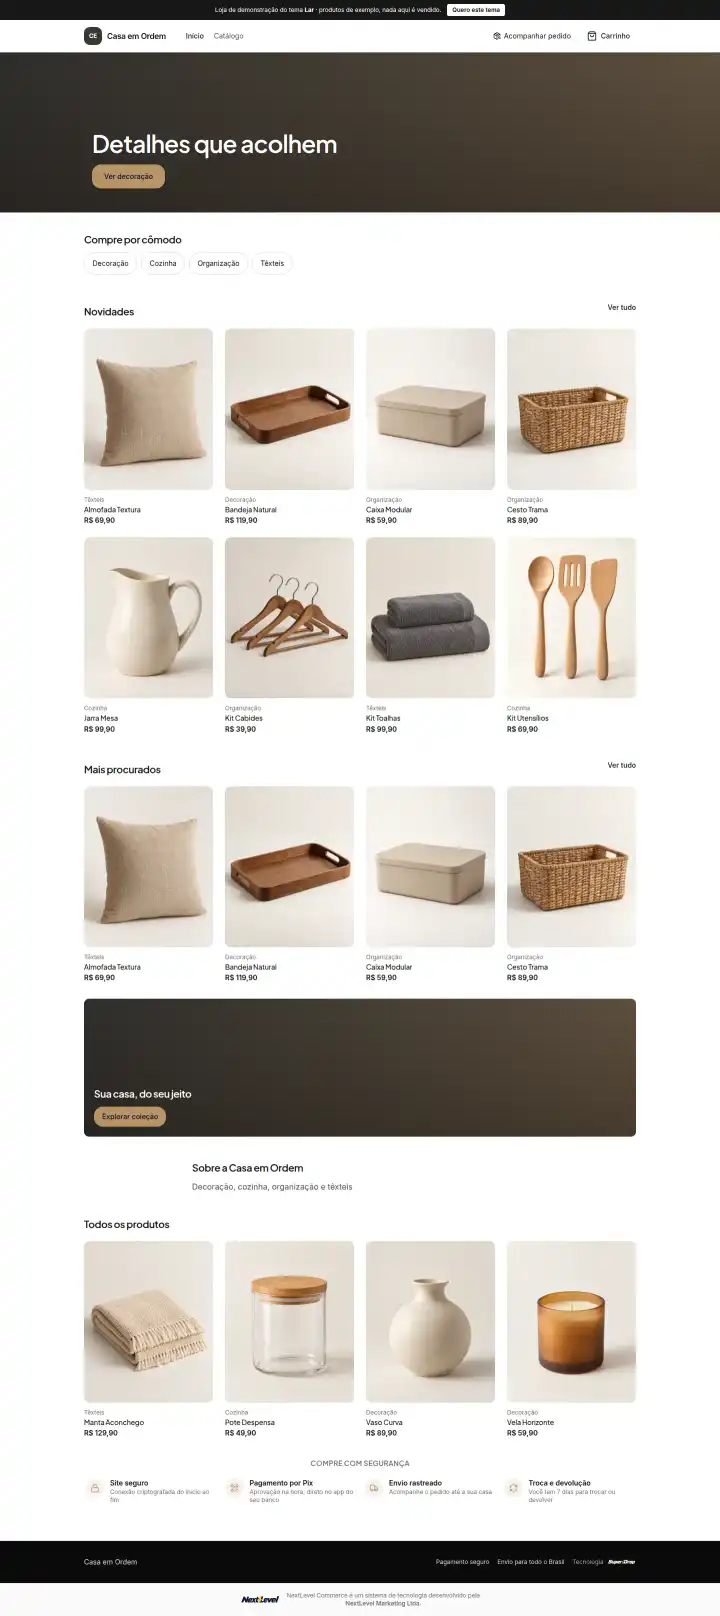 Loja de demonstração do tema Lar · produtos de exemplo, nada aqui é vendido. Quero este tema
CE Casa em Ordem Início Catálogo Acompanhar pedido Carrinho
Detalhes que acolhem
Ver decoração
Compre por cômodo
Decoração Cozinha Organização Têxteis
Novidades Ver tudo
Têxteis Decoração Organização Organização
Almofada Textura Bandeja Natural Caixa Modular Cesto Trama
R$ 69,90 R$ 119,90 R$ 59,90 R$ 89,90
Cozinha Organização Têxteis Cozinha
Jarra Mesa Kit Cabides Kit Toalhas Kit Utensílios
R$ 99,90 R$ 39,90 R$ 99,90 R$ 69,90
Mais procurados Ver tudo
Têxteis Decoração Organização Organização
Almofada Textura Bandeja Natural Caixa Modular Cesto Trama
R$ 69,90 R$ 119,90 R$ 59,90 R$ 89,90
Sua casa, do seu jeito
Explorar coleção
Sobre a Casa em Ordem
Decoração, cozinha, organização e têxteis
Todos os produtos
Têxteis Cozinha Decoração Decoração
Manta Aconchego Pote Despensa Vaso Curva Vela Horizonte
R$ 129,90 R$ 49,90 R$ 89,90 R$ 59,90
COMPRE COM SEGURANÇA
Site seguro Pagamento por Pix Envio rastreado Troca e devolução
Conexão criptografada do início ao Aprovação na hora, direto no app do Acompanhe o pedido até a sua casa Você tem 7 dias para trocar ou
fim seu banco devolver
Casa em Ordem Pagamento seguro Envio para todo o Brasil Tecnologia SuperDrop
NextLevel NextLevel Commerce é um sistema de tecnologia desenvolvido pela
NextLevel Marketing Ltda.